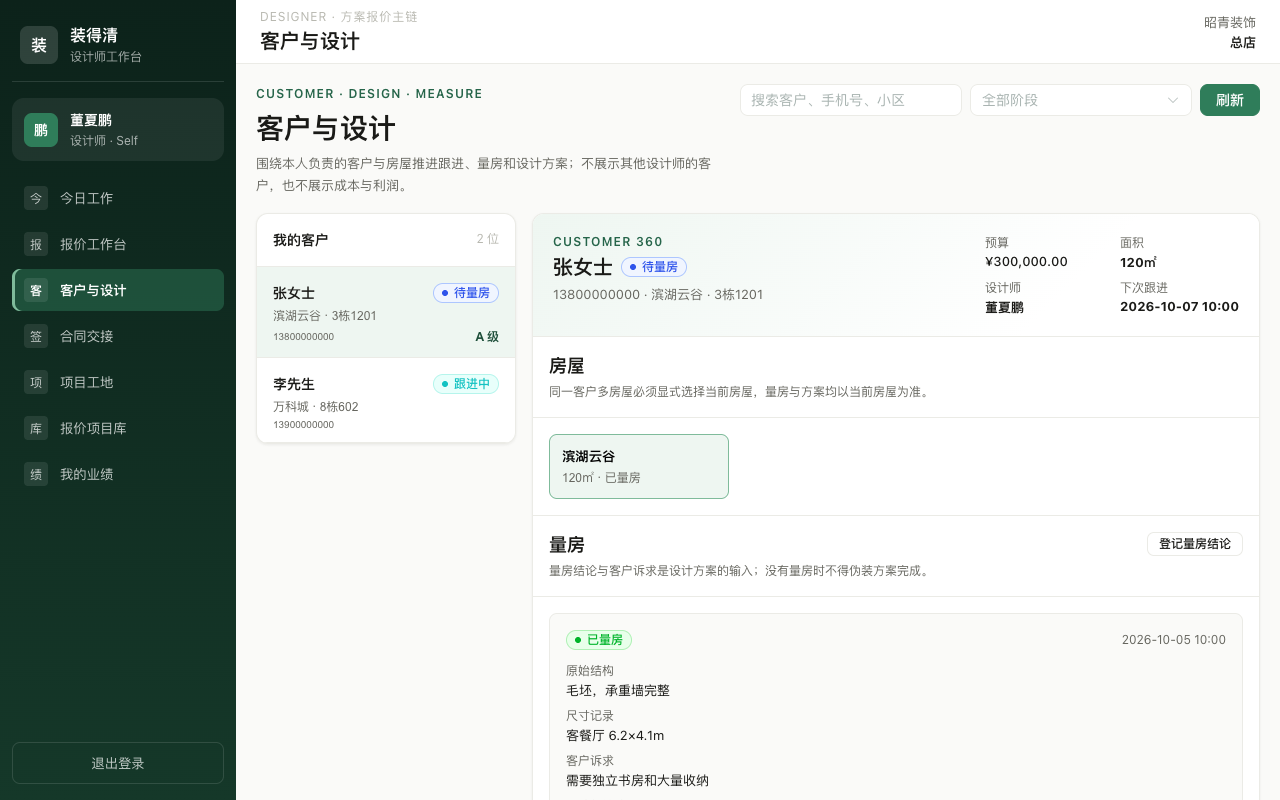 装
装得清
设计师工作台
鹏
董夏鹏
设计师 · Self
今 今日工作
报 报价工作台
客 客户与设计
签 合同交接
项 项目工地
库 报价项目库
绩 我的业绩
退出登录
DESIGNER · 方案报价主链
客户与设计
昭青装饰
总店
CUSTOMER · DESIGN · MEASURE
客户与设计
围绕本人负责的客户与房屋推进跟进、量房和设计方案；不展示其他设计师的客
户，也不展示成本与利润。
搜索客户、手机号、小区
全部阶段
刷新
我的客户 2 位
张女士 待量房
滨湖云谷 · 3栋1201
13800000000 A 级
李先生 跟进中
万科城 · 8栋602
13900000000
CUSTOMER 360
张女士 待量房
13800000000 · 滨湖云谷 · 3栋1201
预算
¥300,000.00
面积
120㎡
设计师
董夏鹏
下次跟进
2026-10-07 10:00
房屋
同一客户多房屋必须显式选择当前房屋，量房与方案均以当前房屋为准。
滨湖云谷
120㎡ · 已量房
量房
登记量房结论
量房结论与客户诉求是设计方案的输入；没有量房时不得伪装方案完成。
已量房 2026-10-05 10:00
原始结构
毛坯，承重墙完整
尺寸记录
客餐厅 6.2×4.1m
客户诉求
需要独立书房和大量收纳